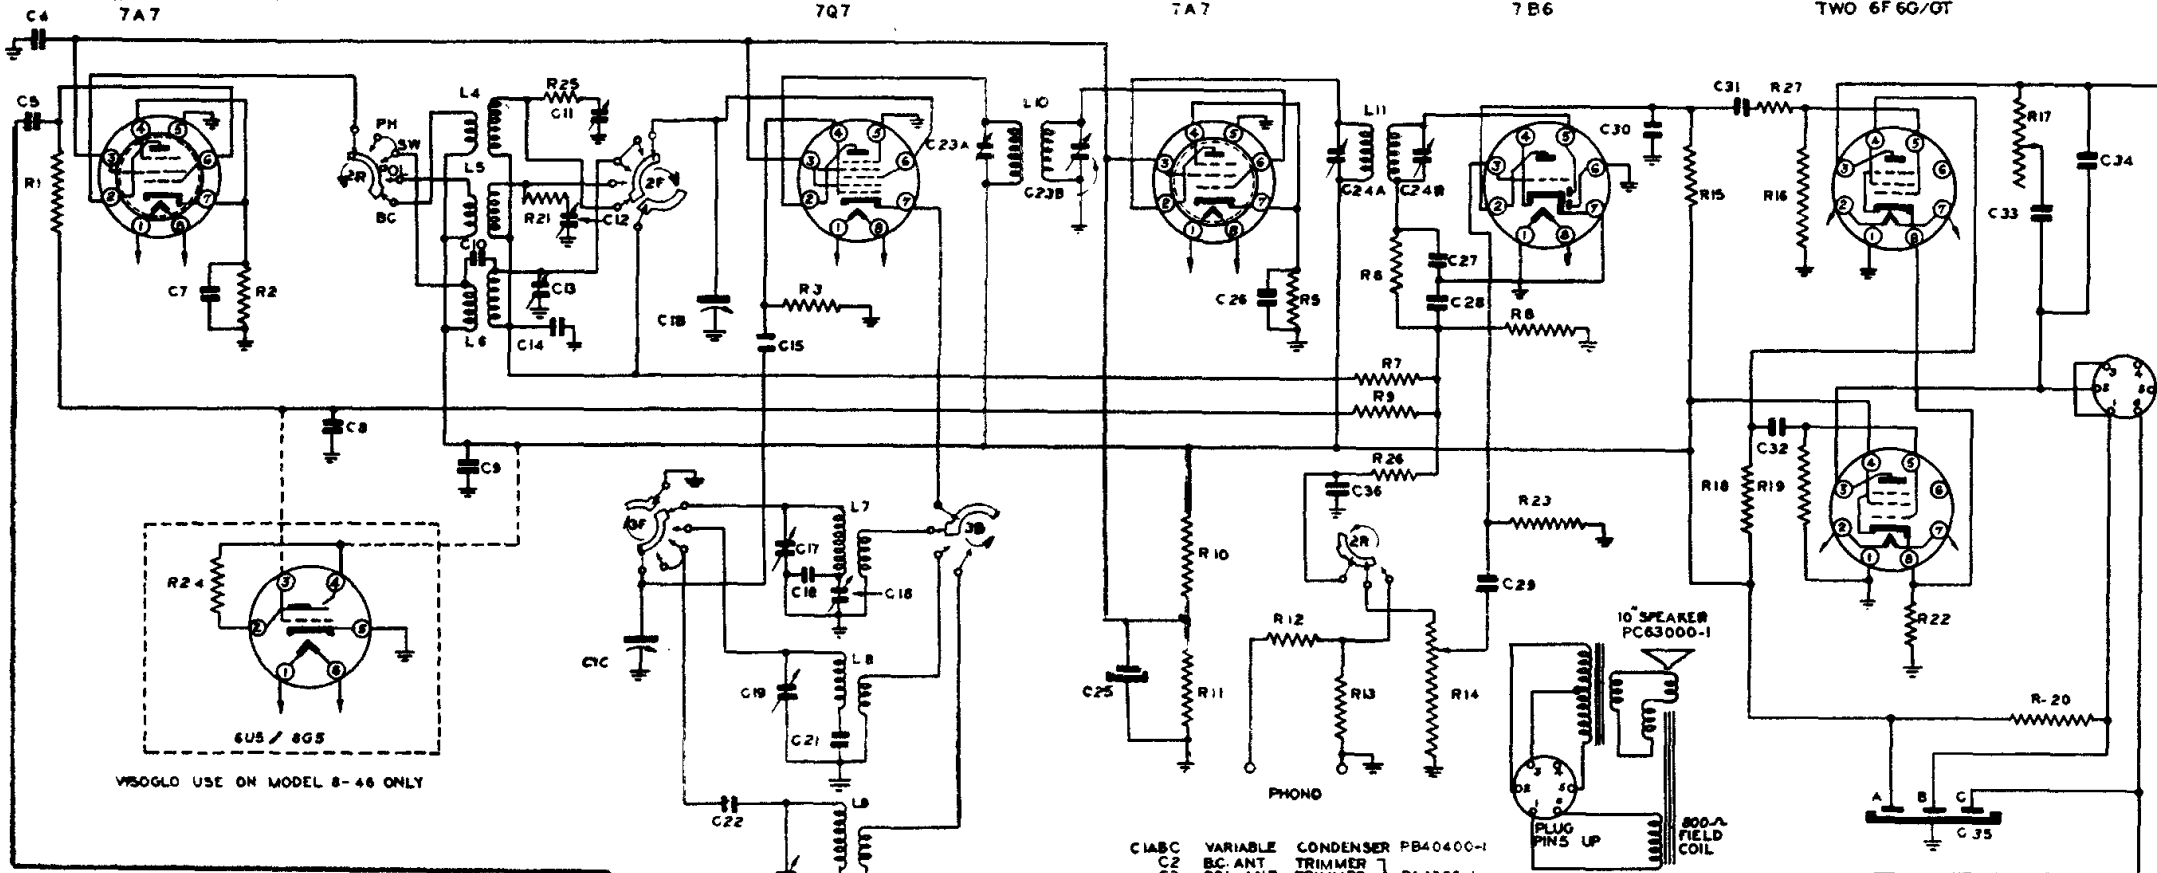 7A7
7Q7
7A7
7B6
TWO 6F6G/GT
C4
C5
R1
C7
R2
PH
SW
POL
BC
2R
L4
L5
C10
L6
R25
C11
R21
C12
C13
C14
2F
C1B
R3
C15
C23A
L10
C23B
C26
R5
L11
C24A
C24B
R6
C27
C28
R8
R7
R9
C30
R15
C31
R27
R16
R17
C33
C34
C8
C9
R24
6U5 / 6G5
VISOGLO USE ON MODEL 8-46 ONLY
3F
C1C
L7
C17
C18
L8
C19
C21
C22
L9
R10
C25
R11
R26
C36
2R
R12
R13
R14
PHONO
R23
C29
10" SPEAKER
PC63000-1
PLUG
PINS UP
800-Ω
FIELD
COIL
R18
C32
R19
R22
R-20
A B C
C35
C1ABC VARIABLE CONDENSER PB40400-1
C2 B.C. ANT TRIMMER